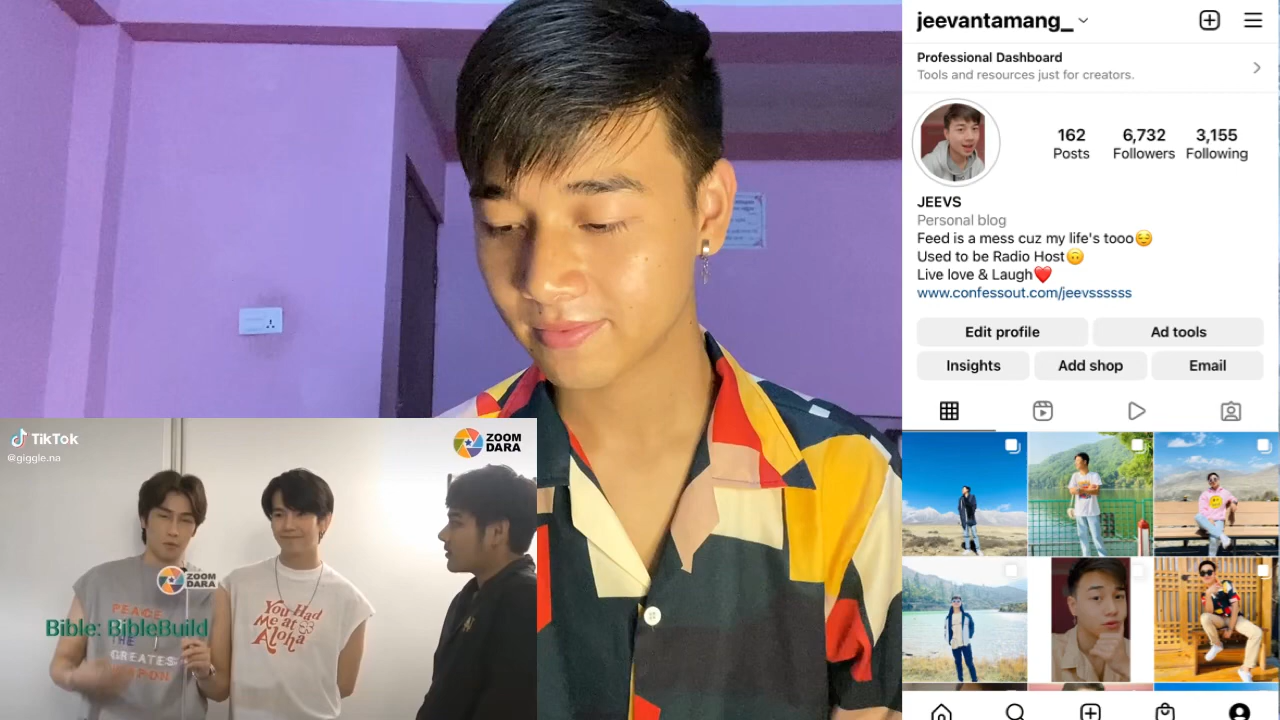 jeevantamang_
Professional Dashboard
Tools and resources just for creators.
162
Posts
6,732
Followers
3,155
Following
JEEVS
Personal blog
Feed is a mess cuz my life's tooo😌
Used to be Radio Host🙃
Live love & Laugh❤️
www.confessout.com/jeevssssss
Edit profile
Ad tools
Insights
Add shop
Email
TikTok
@giggle.na
ZOOM
DARA
ZOOM
DARA
Bible: BibleBuild
PEACE
THE
GREATEST
You Had
Me at
Aloha